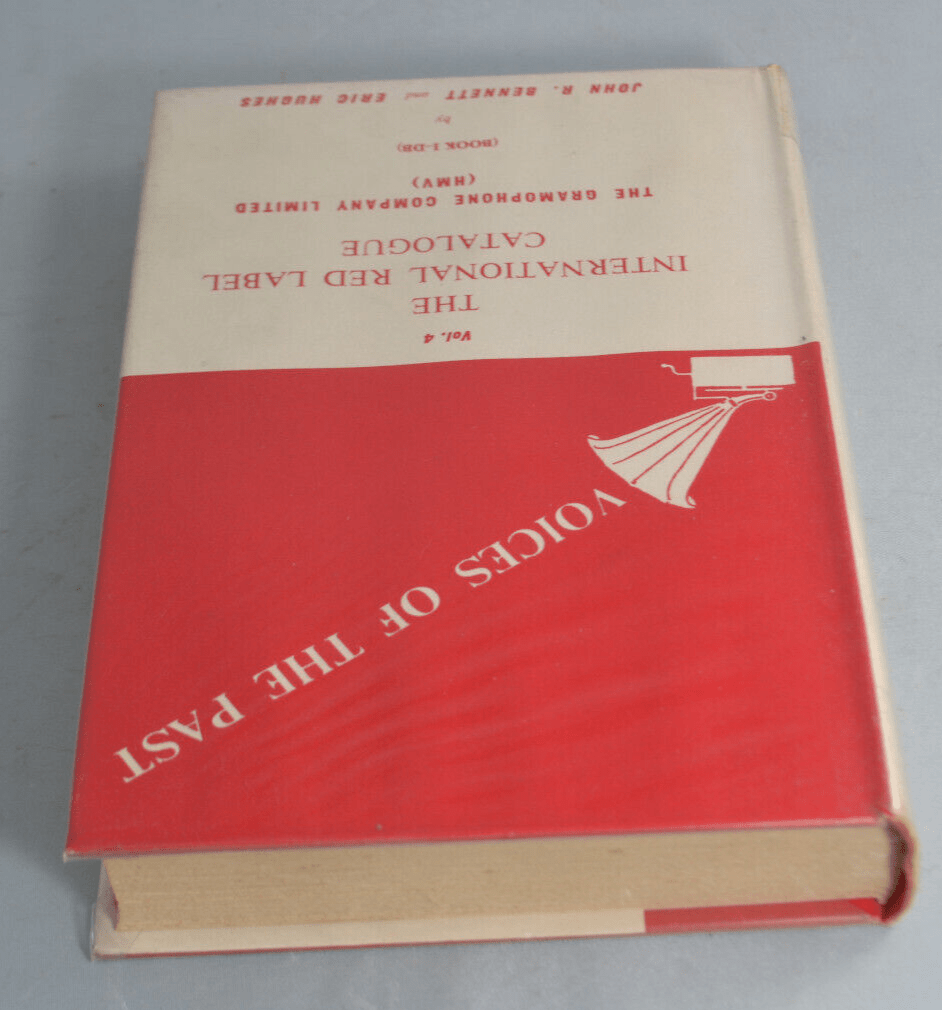 VOICES OF THE PAST
Vol. 4
THE
INTERNATIONAL RED LABEL
CATALOGUE
THE GRAMOPHONE COMPANY LIMITED
(HMV)
(BOOK I-DB)
by
JOHN R. BENNETT and ERIC HUGHES